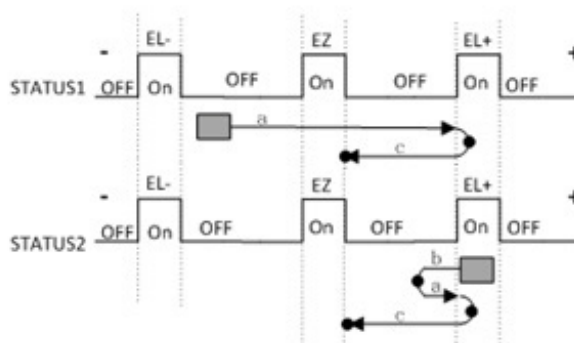 - EL- EZ EL+ +
STATUS1 OFF On OFF On OFF On OFF
a
c
- EL- EZ EL+ +
STATUS2 OFF On OFF On OFF On OFF
b
a
c